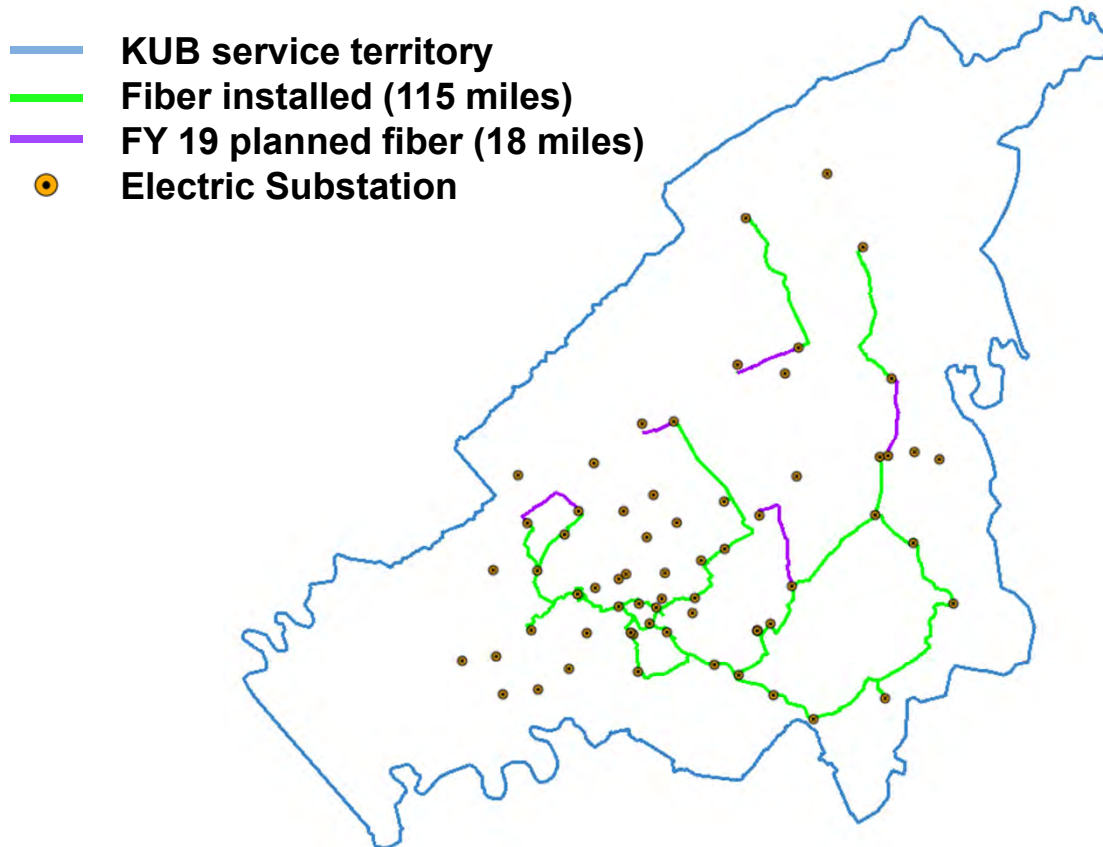 KUB service territory
Fiber installed (115 miles)
FY 19 planned fiber (18 miles)
Electric Substation